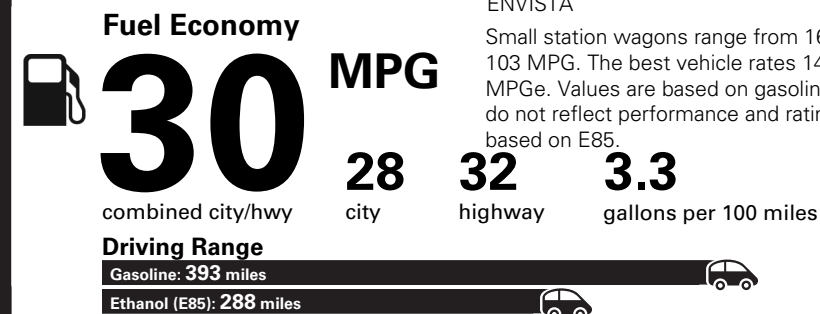 ENVISTA
Fuel Economy
30 MPG
Small station wagons range from 16
103 MPG. The best vehicle rates 14
MPGe. Values are based on gasolin
do not reflect performance and ratin
based on E85.
28 32 3.3
combined city/hwy city highway gallons per 100 miles
Driving Range
Gasoline: 393 miles
Ethanol (E85): 288 miles